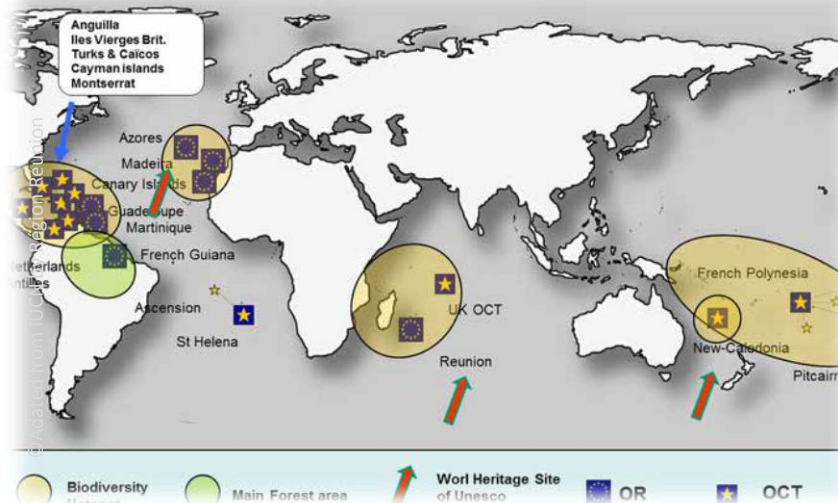 Anguilla
Iles Vierges Brit.
Turks & Caïcos
Cayman islands
Montserrat
Azores
Madeira
Canary Islands
Guadeloupe
Martinique
French Guiana
Ascension
St Helena
UK OCT
Reunion
French Polynesia
New-Caledonia
Pitcairn
Biodiversity
Main Forest area
Worl Heritage Site
of Unesco
OR
OCT